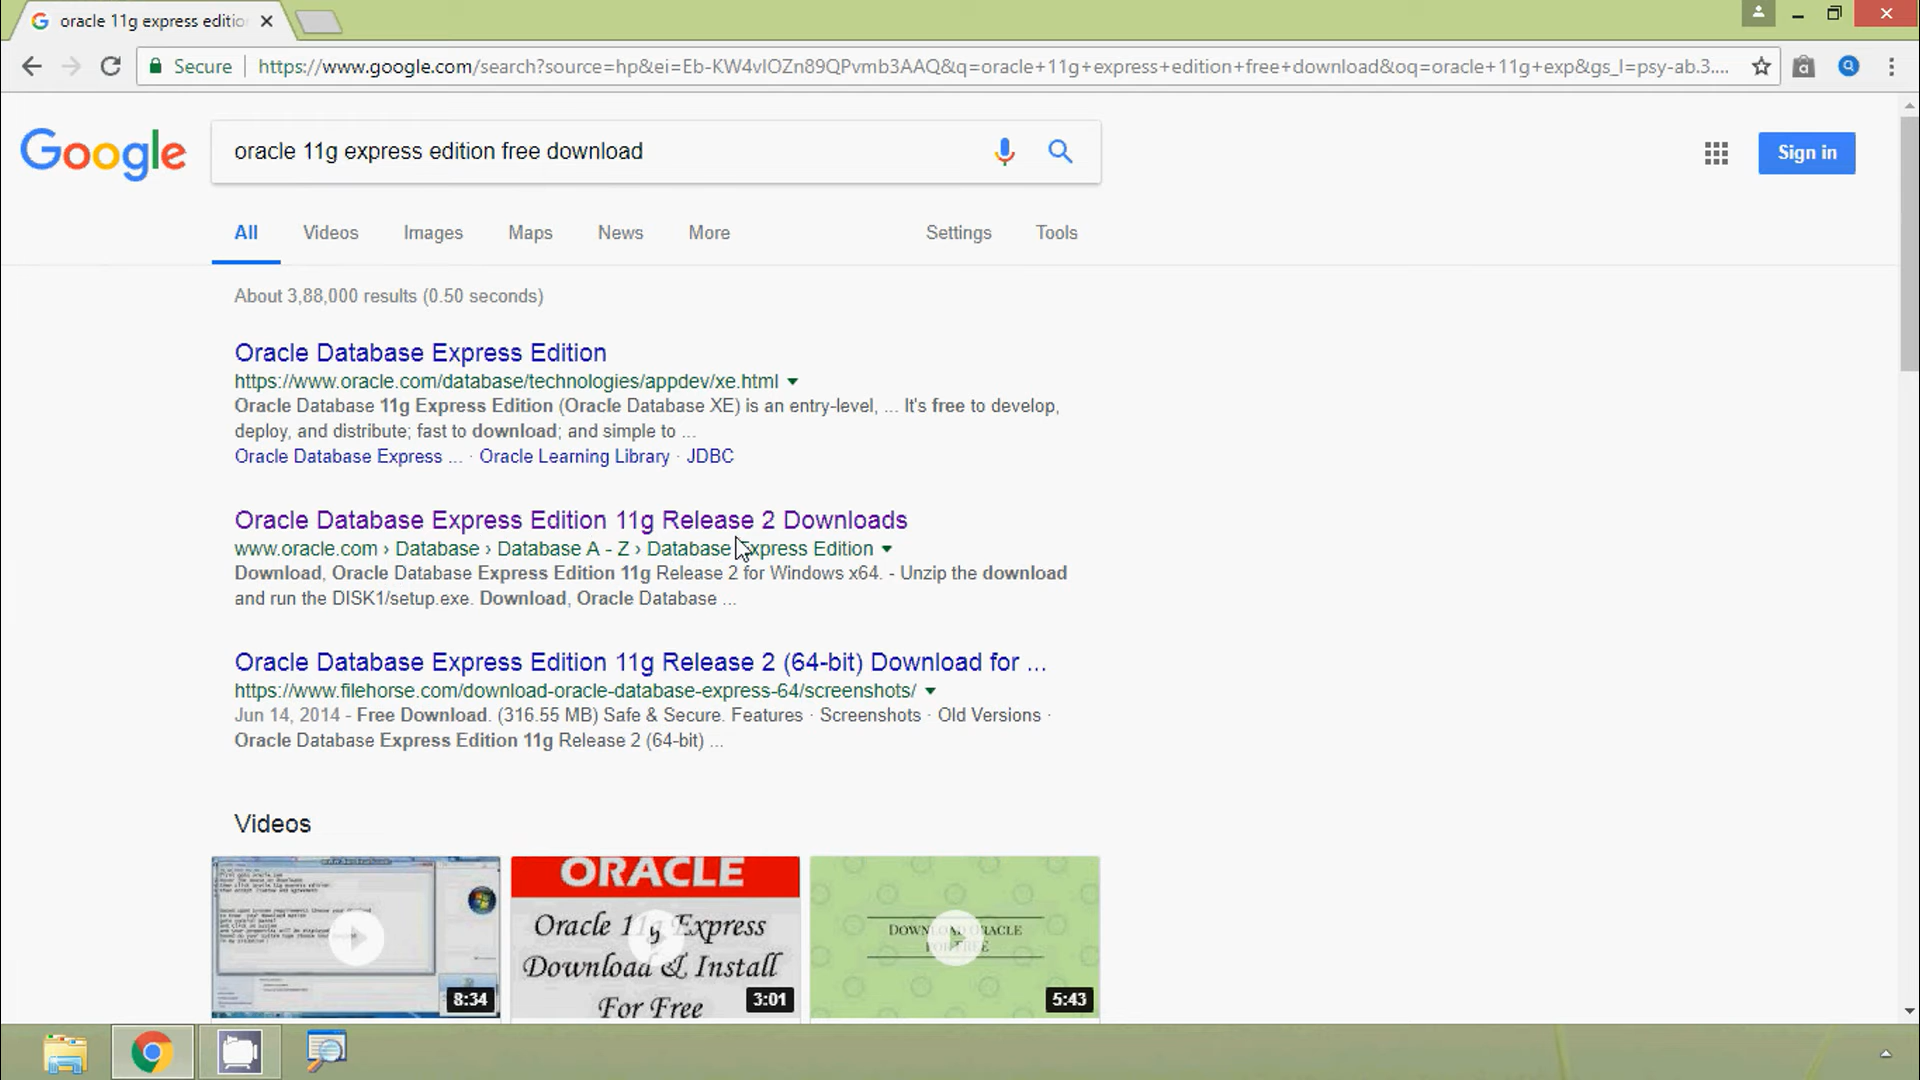 oracle 11g express editio
Secure
https://www.google.com/search?source=hp&ei=Eb-KW4vlOZn89QPvmb3AAQ&q=oracle+11g+express+edition+free+download&oq=oracle+11g+exp&gs_l=psy-ab.3....
Google
oracle 11g express edition free download
Sign in
All Videos Images Maps News More Settings Tools
About 3,88,000 results (0.50 seconds)
Oracle Database Express Edition
https://www.oracle.com/database/technologies/appdev/xe.html
Oracle Database 11g Express Edition (Oracle Database XE) is an entry-level, ... It's free to develop,
deploy, and distribute; fast to download; and simple to ...
Oracle Database Express ... · Oracle Learning Library · JDBC
Oracle Database Express Edition 11g Release 2 Downloads
www.oracle.com › Database › Database A - Z › Database Express Edition
Download, Oracle Database Express Edition 11g Release 2 for Windows x64. - Unzip the download
and run the DISK1/setup.exe. Download, Oracle Database ...
Oracle Database Express Edition 11g Release 2 (64-bit) Download for ...
https://www.filehorse.com/download-oracle-database-express-64/screenshots/
Jun 14, 2014 - Free Download. (316.55 MB) Safe & Secure. Features · Screenshots · Old Versions ·
Oracle Database Express Edition 11g Release 2 (64-bit) ...
Videos
8:34
ORACLE
Oracle 11g Express
Download & Install
For Free
3:01
DOWNLOAD ORACLE
FOR FREE
5:43